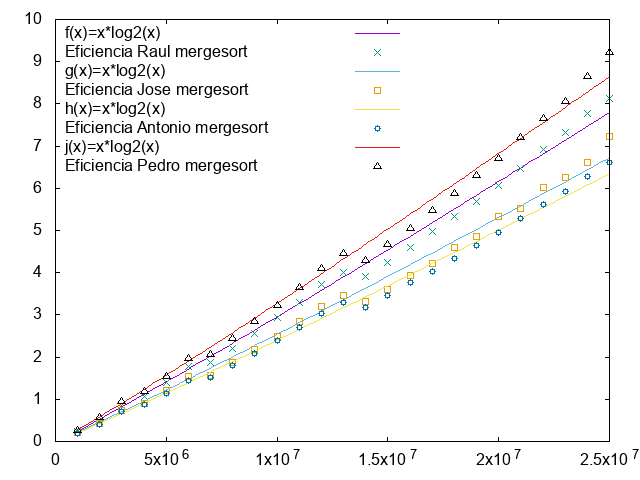 10
f(x)=x*log2(x)
Eficiencia Raul mergesort
9
g(x)=x*log2(x)
Eficiencia Jose mergesort
h(x)=x*log2(x)
8
Eficiencia Antonio mergesort
j(x)=x*log2(x)
Eficiencia Pedro mergesort
7
6
5
4
3
2
1
0
0 5x10⁶ 1x10⁷ 1.5x10⁷ 2x10⁷ 2.5x10⁷